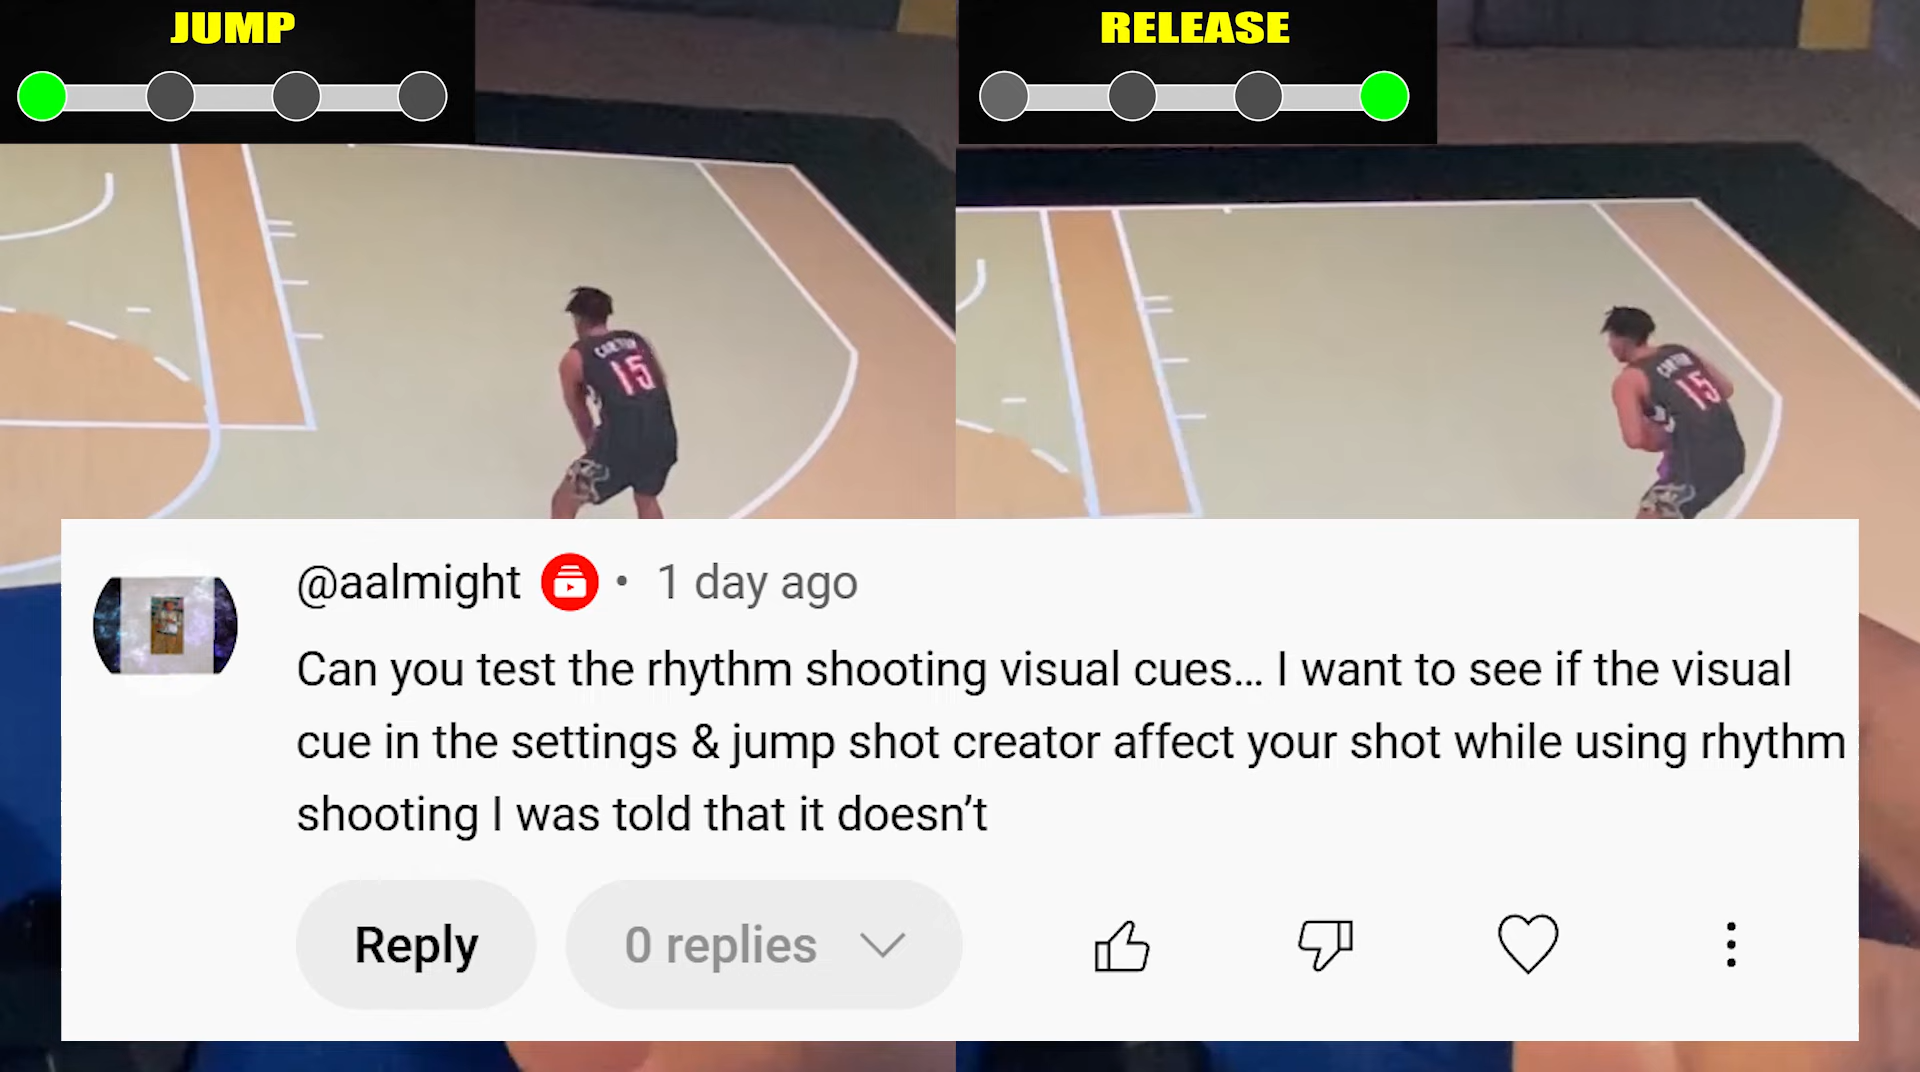 JUMP
RELEASE
15
15
@aalmight • 1 day ago
Can you test the rhythm shooting visual cues... I want to see if the visual
cue in the settings & jump shot creator affect your shot while using rhythm
shooting I was told that it doesn’t
Reply
0 replies